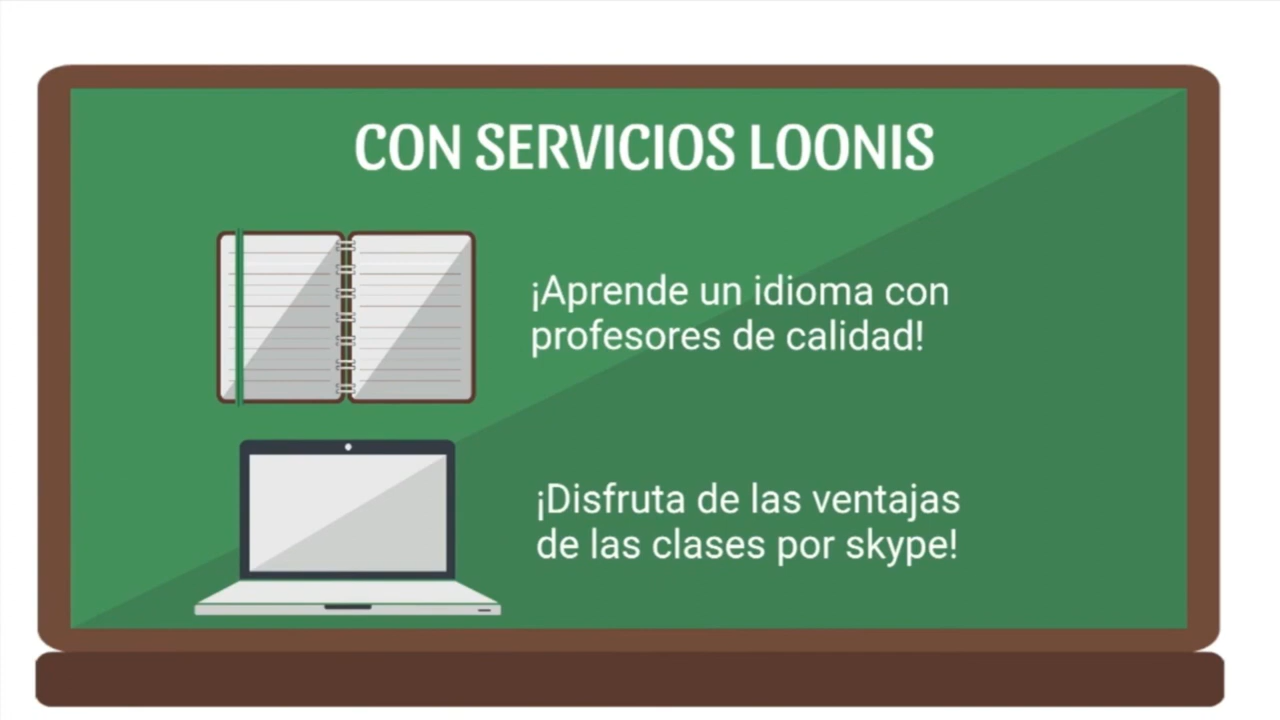 CON SERVICIOS LOONIS
¡Aprende un idioma con
profesores de calidad!
¡Disfruta de las ventajas
de las clases por skype!